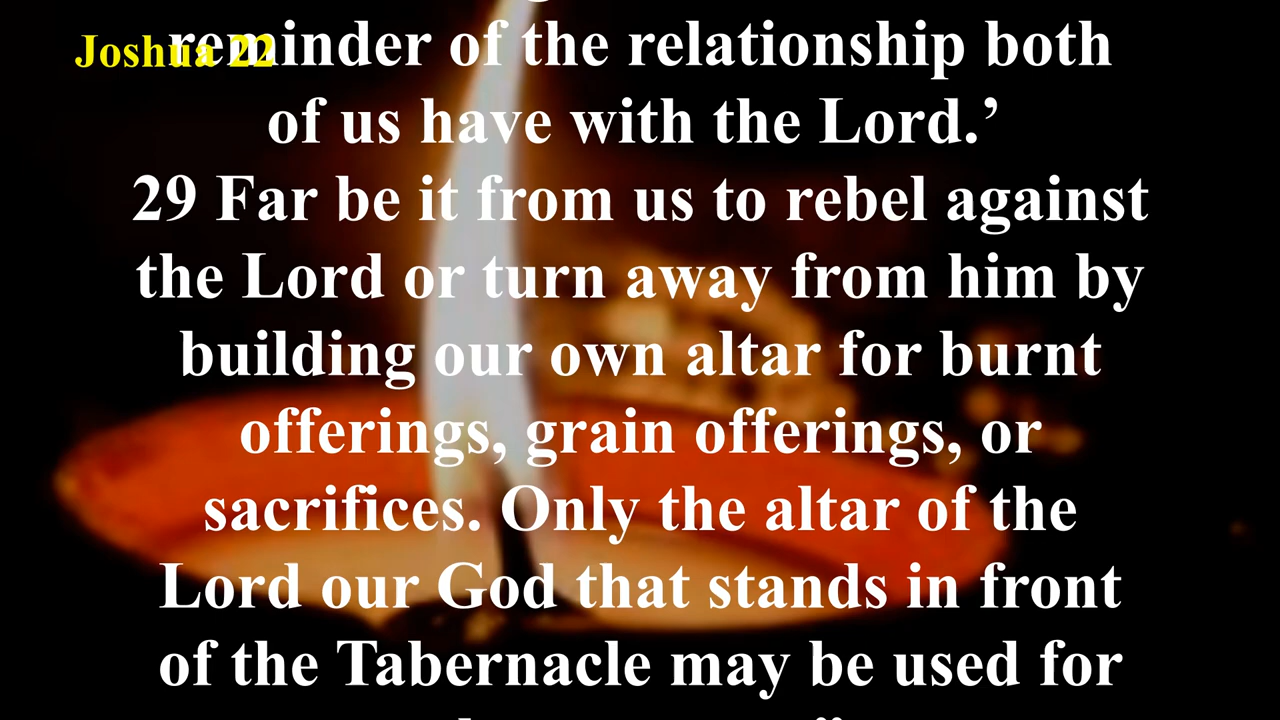 Joshua 22
reminder of the relationship both
of us have with the Lord.’
29 Far be it from us to rebel against
the Lord or turn away from him by
building our own altar for burnt
offerings, grain offerings, or
sacrifices. Only the altar of the
Lord our God that stands in front
of the Tabernacle may be used for